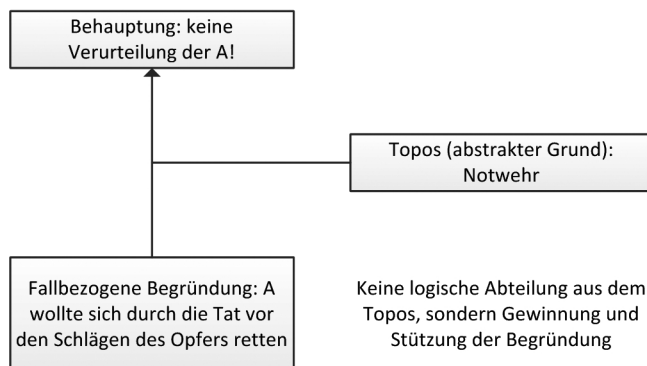 Behauptung: keine
Verurteilung der A!
Topos (abstrakter Grund):
Notwehr
Fallbezogene Begründung: A
wollte sich durch die Tat vor
den Schlägen des Opfers retten
Keine logische Abteilung aus dem
Topos, sondern Gewinnung und
Stützung der Begründung